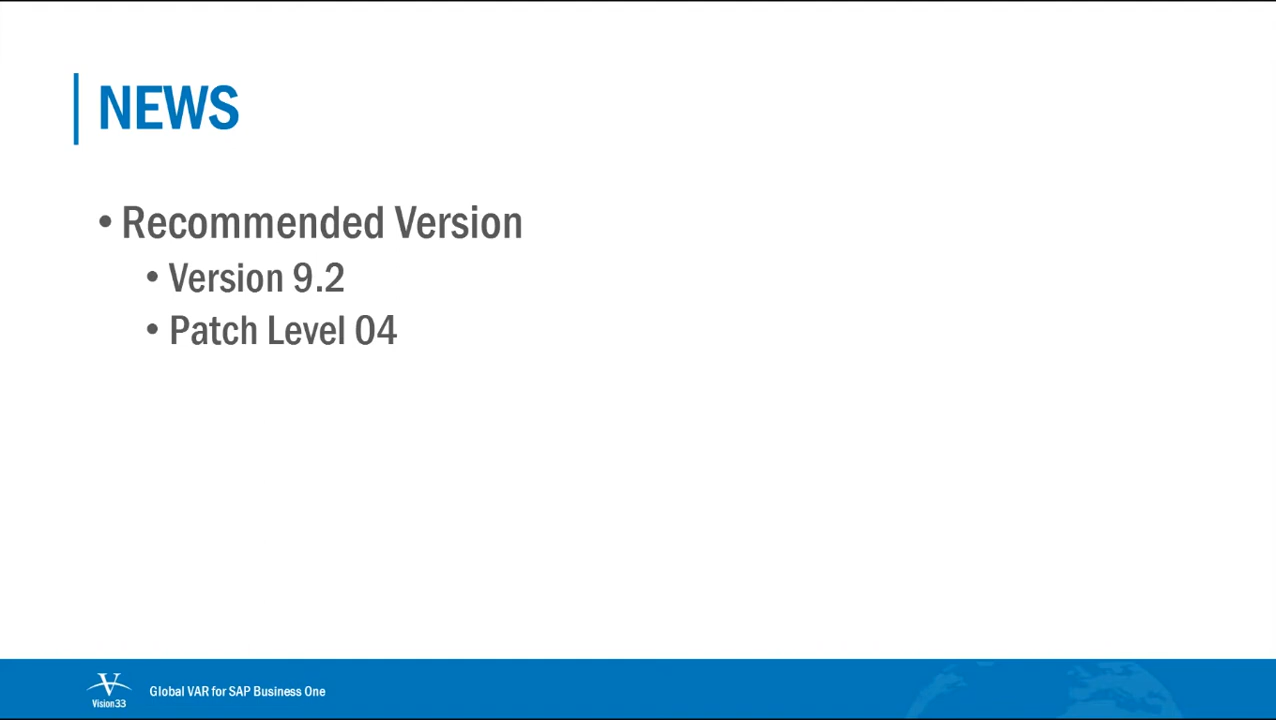 NEWS
• Recommended Version
• Version 9.2
• Patch Level 04
Vision33
Global VAR for SAP Business One